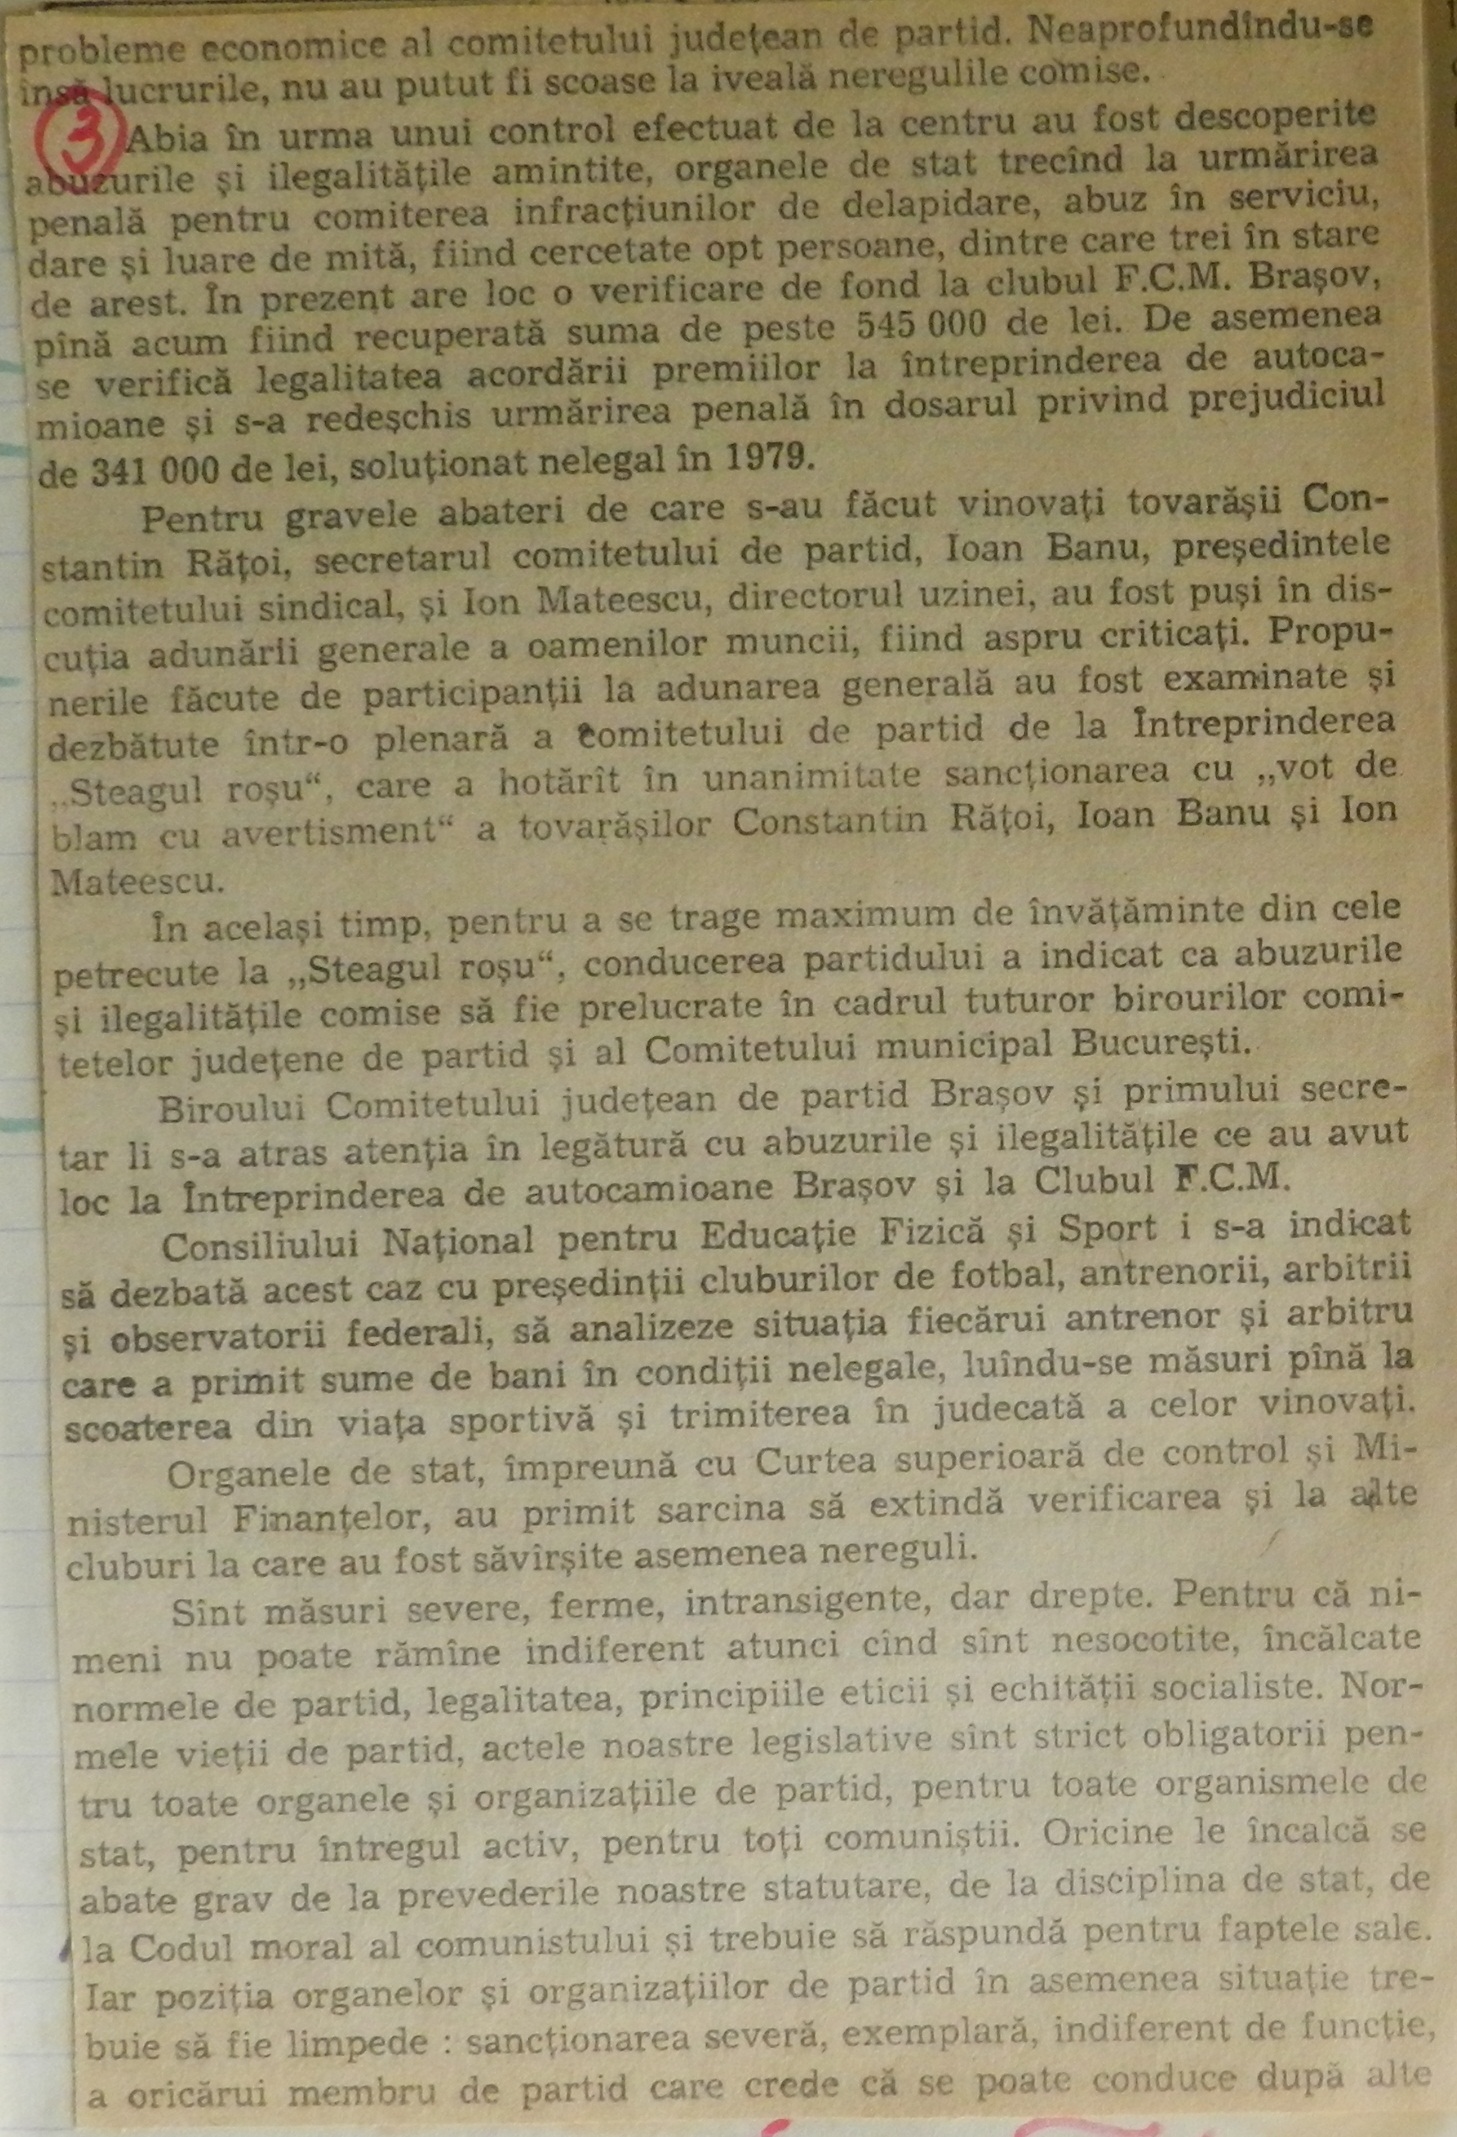 probleme economice al comitetului județean de partid. Neaprofundîndu-se
însă lucrurile, nu au putut fi scoase la iveală neregulile comise.
3
Abia în urma unui control efectuat de la centru au fost descoperite
abuzurile și ilegalitățile amintite, organele de stat trecînd la urmărirea
penală pentru comiterea infracțiunilor de delapidare, abuz în serviciu,
dare și luare de mită, fiind cercetate opt persoane, dintre care trei în stare
de arest. În prezent are loc o verificare de fond la clubul F.C.M. Brașov,
pînă acum fiind recuperată suma de peste 545 000 de lei. De asemenea
se verifică legalitatea acordării premiilor la întreprinderea de autoca-
mioane și s-a redeschis urmărirea penală în dosarul privind prejudiciul
de 341 000 de lei, soluționat nelegal în 1979.
Pentru gravele abateri de care s-au făcut vinovați tovarășii Con-
stantin Rățoi, secretarul comitetului de partid, Ioan Banu, președintele
comitetului sindical, și Ion Mateescu, directorul uzinei, au fost puși în dis-
cuția adunării generale a oamenilor muncii, fiind aspru criticați. Propu-
nerile făcute de participanții la adunarea generală au fost examinate și
dezbătute într-o plenară a comitetului de partid de la Întreprinderea
„Steagul roșu“, care a hotărît în unanimitate sancționarea cu „vot de
blam cu avertisment“ a tovarășilor Constantin Rățoi, Ioan Banu și Ion
Mateescu.
În același timp, pentru a se trage maximum de învățăminte din cele
petrecute la „Steagul roșu“, conducerea partidului a indicat ca abuzurile
și ilegalitățile comise să fie prelucrate în cadrul tuturor birourilor comi-
tetelor județene de partid și al Comitetului municipal București.
Biroului Comitetului județean de partid Brașov și primului secre-
tar li s-a atras atenția în legătură cu abuzurile și ilegalitățile ce au avut
loc la Întreprinderea de autocamioane Brașov și la Clubul F.C.M.
Consiliului Național pentru Educație Fizică și Sport i s-a indicat
să dezbată acest caz cu președinții cluburilor de fotbal, antrenorii, arbitrii
și observatorii federali, să analizeze situația fiecărui antrenor și arbitru
care a primit sume de bani în condiții nelegale, luîndu-se măsuri pînă la
scoaterea din viața sportivă și trimiterea în judecată a celor vinovați.
Organele de stat, împreună cu Curtea superioară de control și Mi-
nisterul Finanțelor, au primit sarcina să extindă verificarea și la alte
cluburi la care au fost săvîrșite asemenea nereguli.
Sînt măsuri severe, ferme, intransigente, dar drepte. Pentru că ni-
meni nu poate rămîne indiferent atunci cînd sînt nesocotite, încălcate
normele de partid, legalitatea, principiile eticii și echității socialiste. Nor-
mele vieții de partid, actele noastre legislative sînt strict obligatorii pen-
tru toate organele și organizațiile de partid, pentru toate organismele de
stat, pentru întregul activ, pentru toți comuniștii. Oricine le încalcă se
abate grav de la prevederile noastre statutare, de la disciplina de stat, de
la Codul moral al comunistului și trebuie să răspundă pentru faptele sale.
Iar poziția organelor și organizațiilor de partid în asemenea situație tre-
buie să fie limpede : sancționarea severă, exemplară, indiferent de funcție,
a oricărui membru de partid care crede că se poate conduce după alte